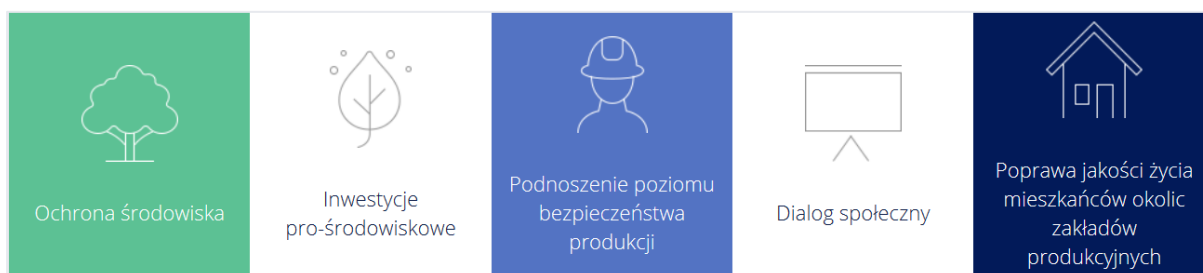 Ochrona środowiska
Inwestycje
pro-środowiskowe
Podnoszenie poziomu
bezpieczeństwa
produkcji
Dialog społeczny
Poprawa jakości życia
mieszkańców okolic
zakładów
produkcyjnych